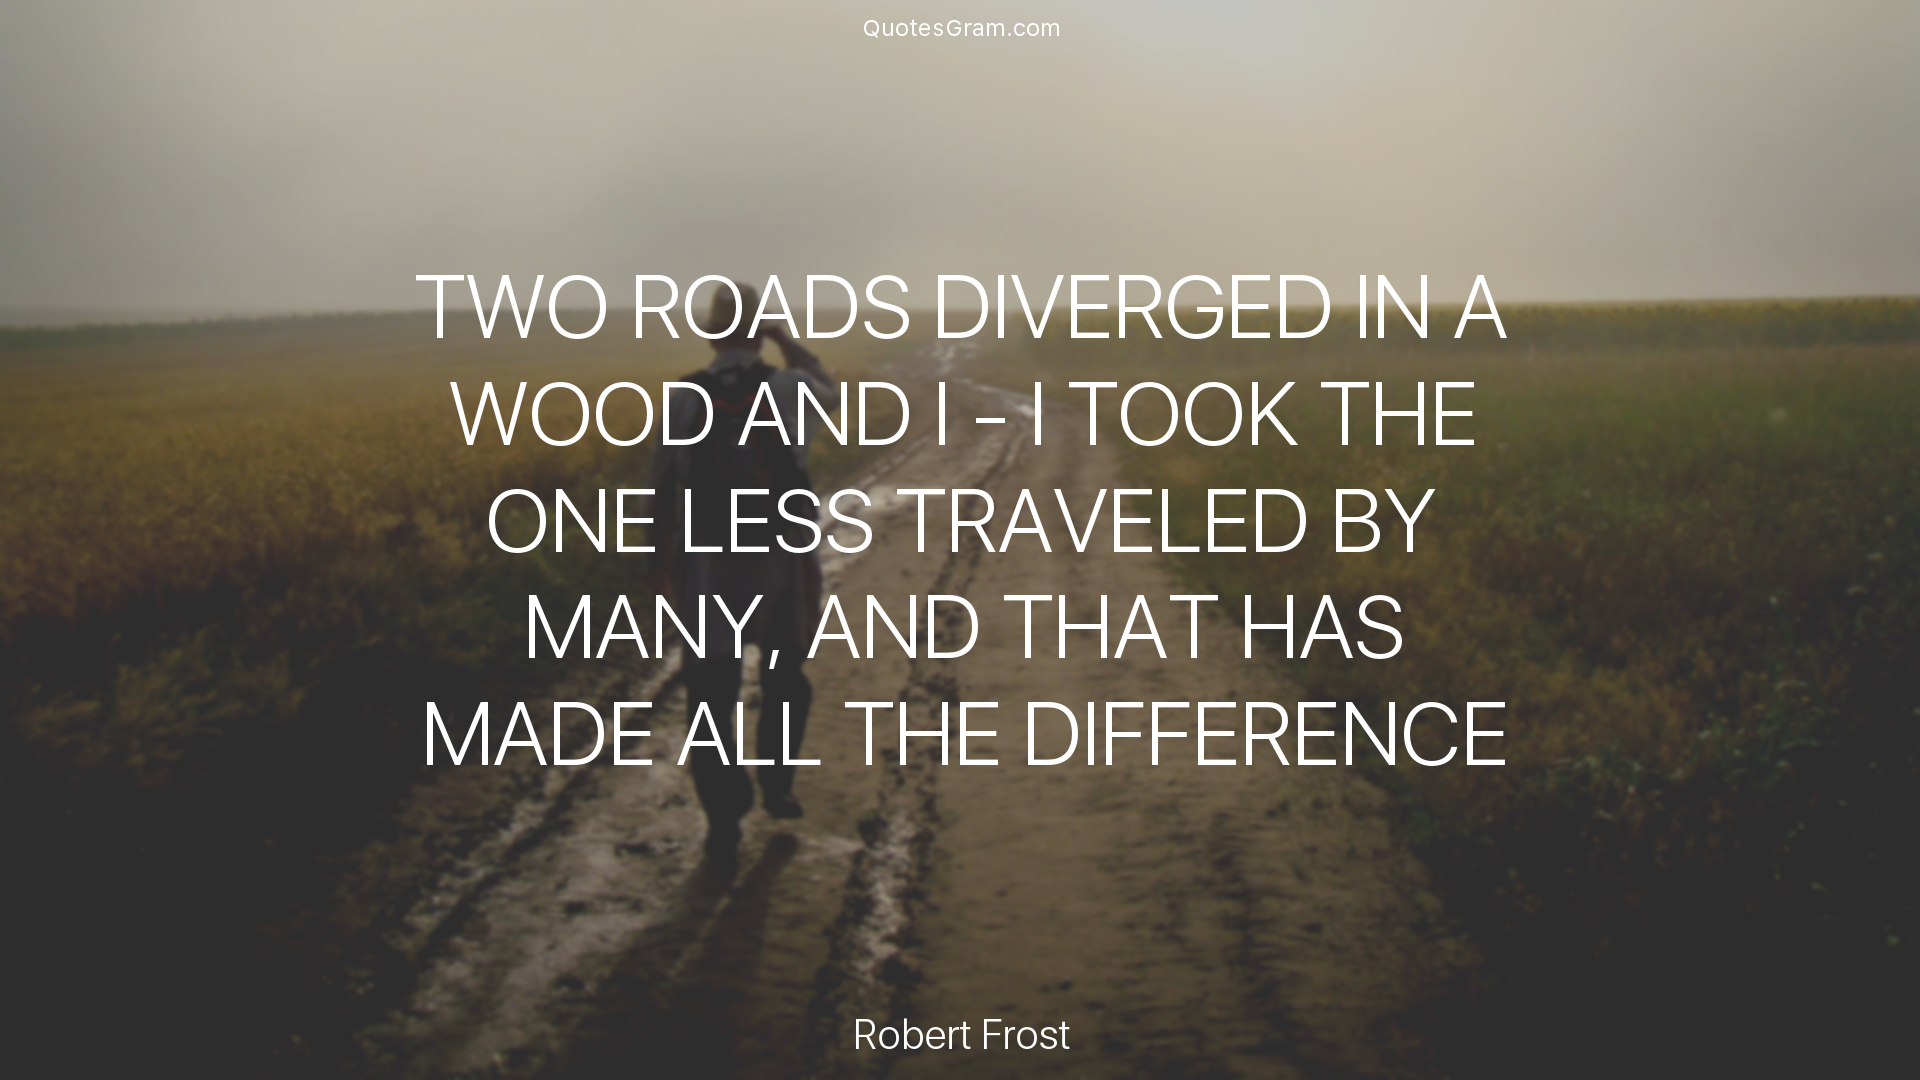 QuotesGram.com
TWO ROADS DIVERGED IN A
WOOD AND I - I TOOK THE
ONE LESS TRAVELED BY
MANY, AND THAT HAS
MADE ALL THE DIFFERENCE
Robert Frost